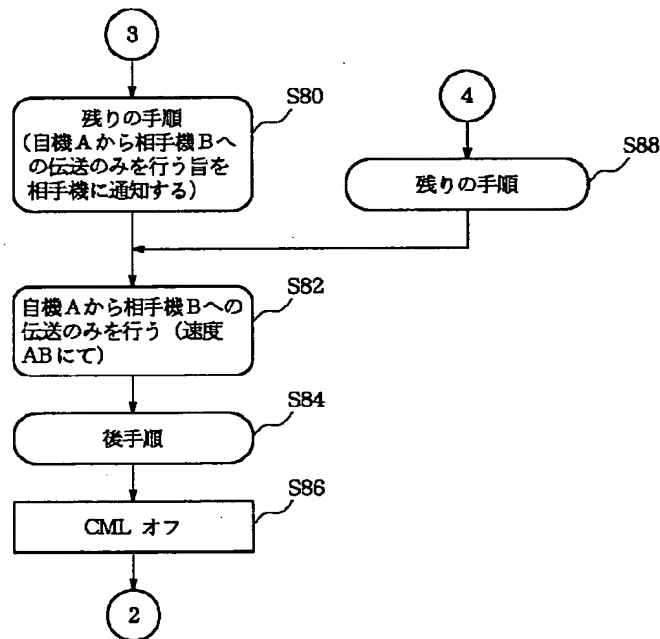 3
S80
残りの手順
(自機Aから相手機Bへ
の伝送のみを行う旨を
相手機に通知する)
4
S88
残りの手順
S82
自機Aから相手機Bへの
伝送のみを行う (速度
ABにて)
S84
後手順
S86
CML オフ
2